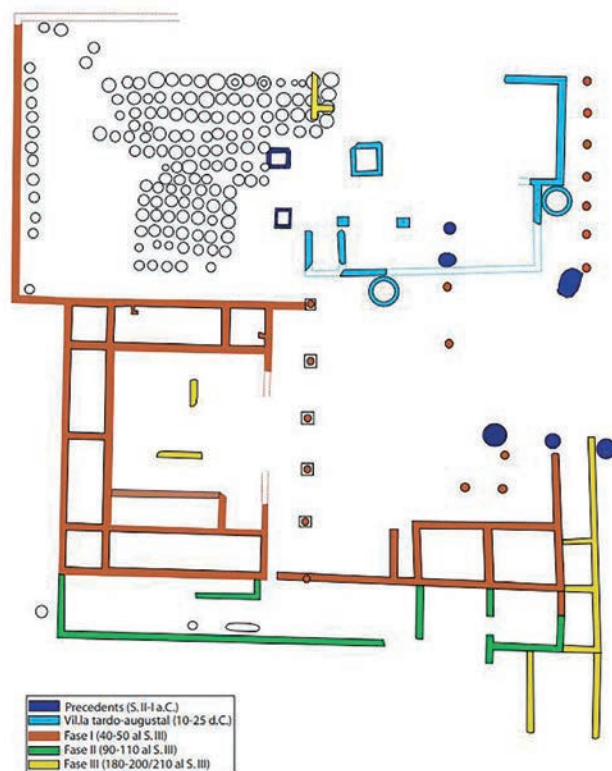 Precedents (S. II-I a.C.)
Vil.la tardo-augustal (10-25 d.C.)
Fase I (40-50 al S. III)
Fase II (90-110 al S. III)
Fase III (180-200/210 al S. III)